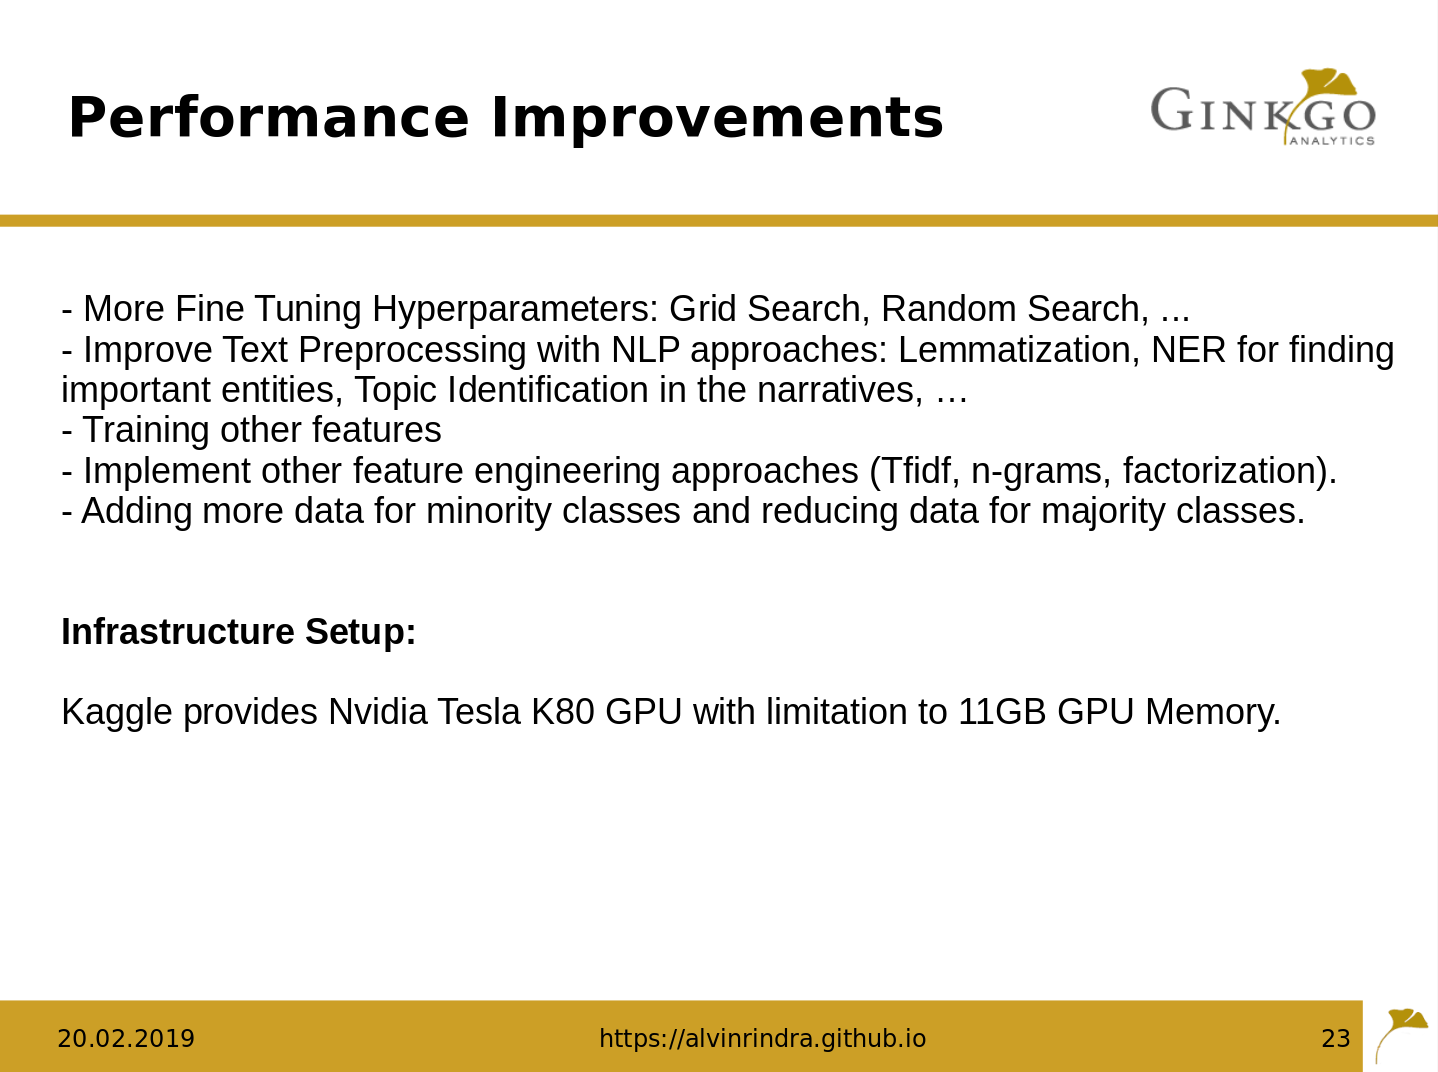 Performance Improvements
GINKGO
ANALYTICS
- More Fine Tuning Hyperparameters: Grid Search, Random Search, ...
- Improve Text Preprocessing with NLP approaches: Lemmatization, NER for finding
important entities, Topic Identification in the narratives, …
- Training other features
- Implement other feature engineering approaches (Tfidf, n-grams, factorization).
- Adding more data for minority classes and reducing data for majority classes.
Infrastructure Setup:
Kaggle provides Nvidia Tesla K80 GPU with limitation to 11GB GPU Memory.
20.02.2019
https://alvinrindra.github.io
23